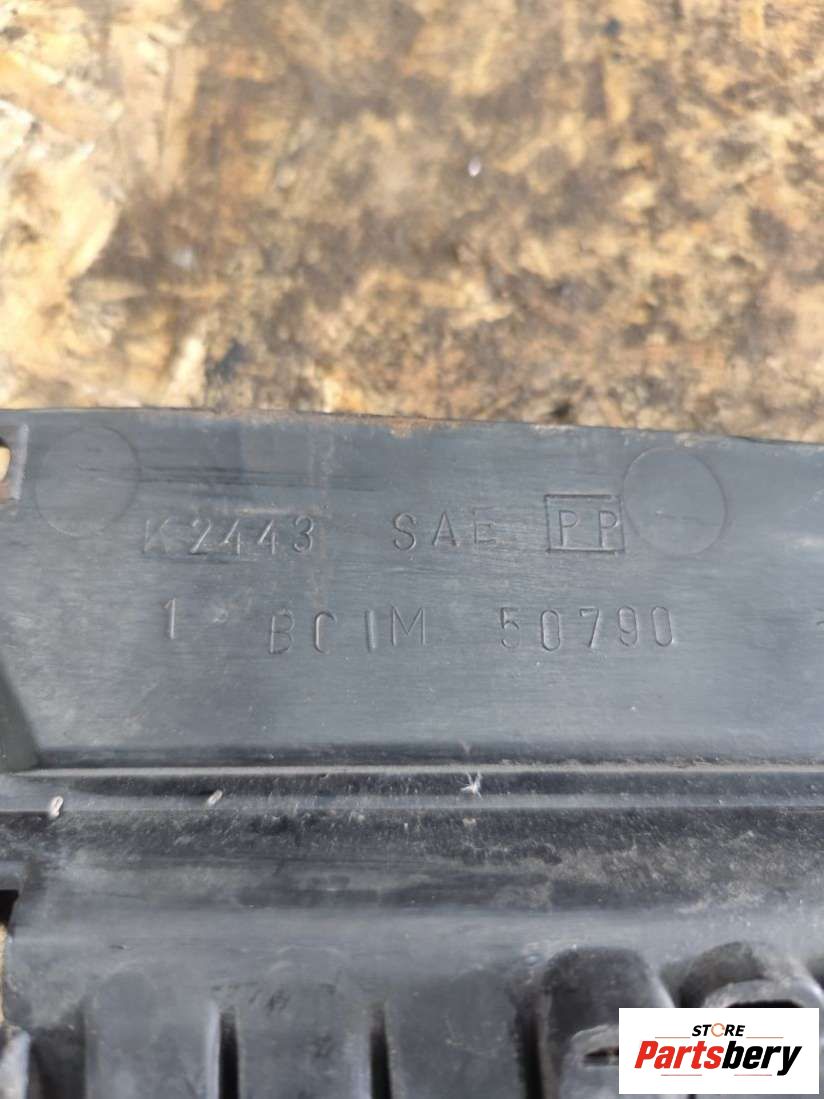 K2443 SAE PP
1 BC1M 50790
STORE
Partsbery